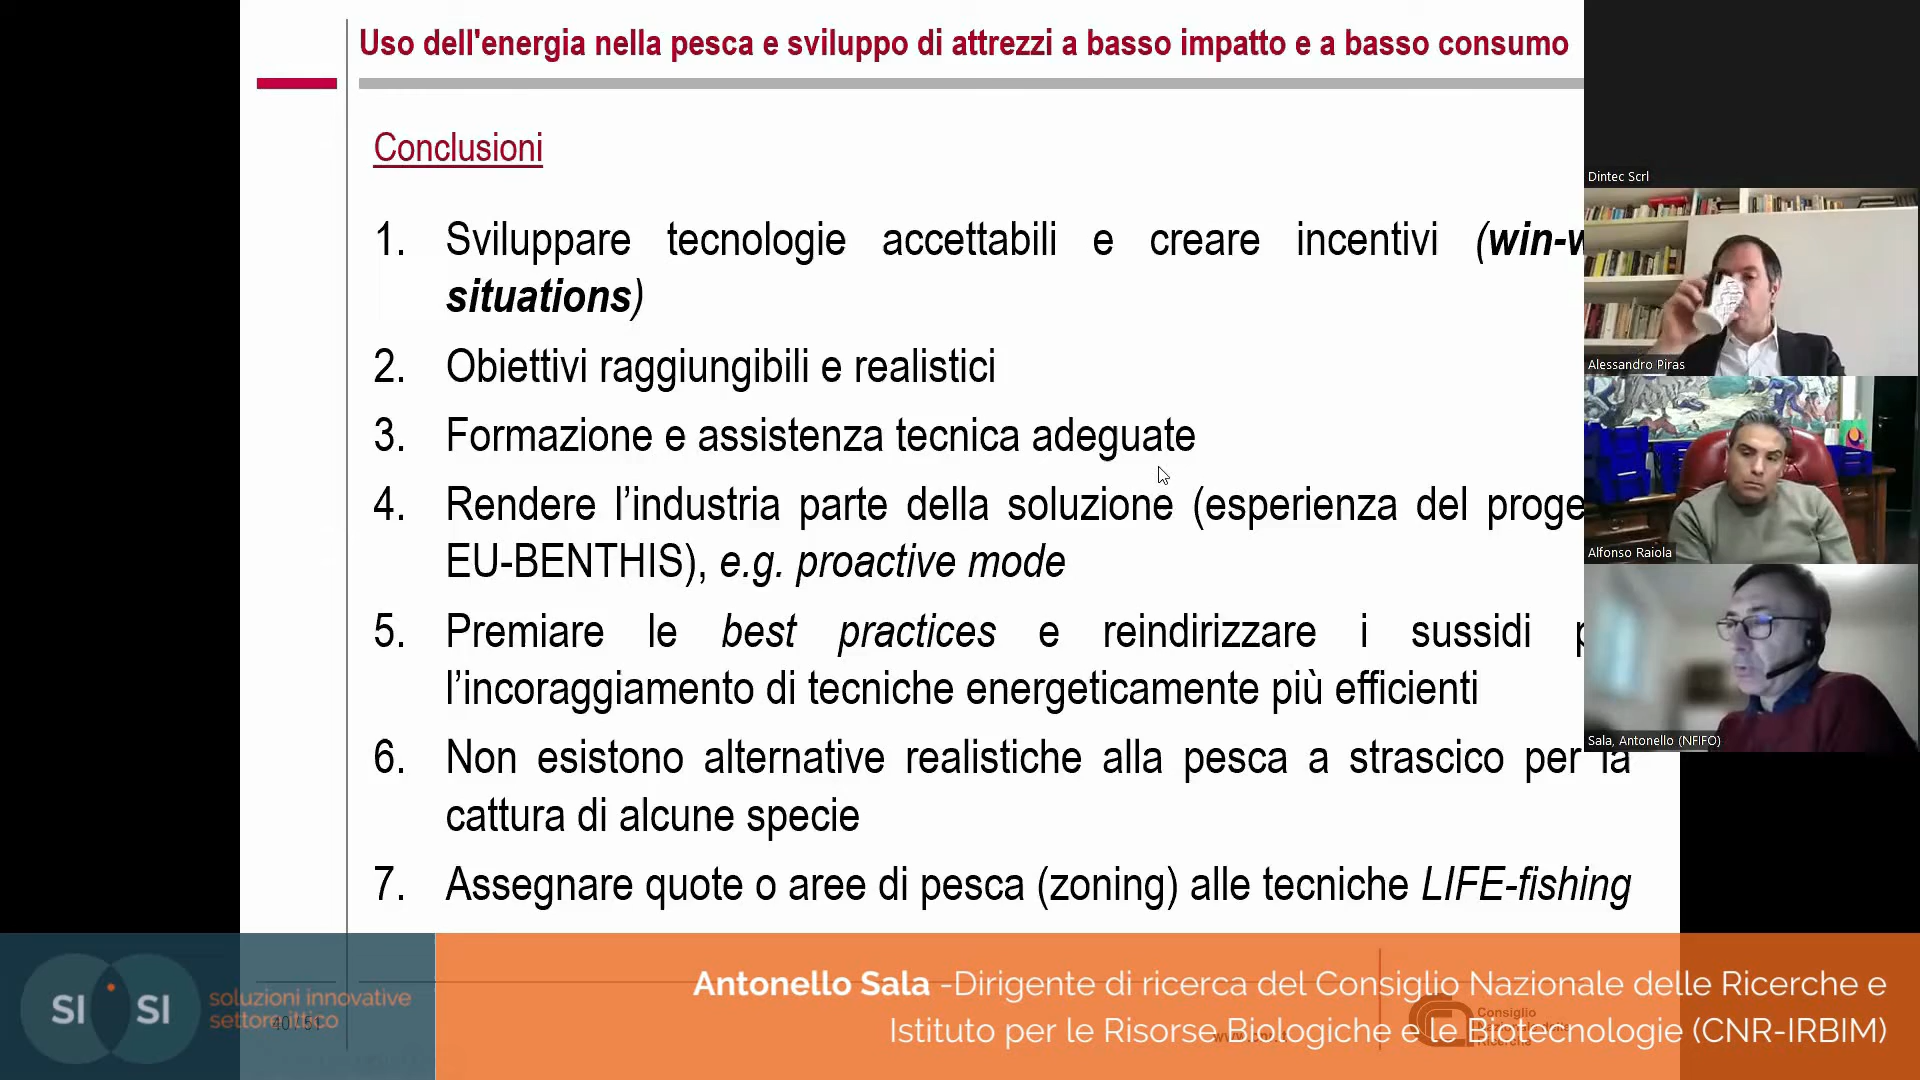 Uso dell'energia nella pesca e sviluppo di attrezzi a basso impatto e a basso consumo
Conclusioni
1. Sviluppare tecnologie accettabili e creare incentivi (win-w
situations)
2. Obiettivi raggiungibili e realistici
3. Formazione e assistenza tecnica adeguate
4. Rendere l’industria parte della soluzione (esperienza del proge
EU-BENTHIS), e.g. proactive mode
5. Premiare le best practices e reindirizzare i sussidi p
l’incoraggiamento di tecniche energeticamente più efficienti
6. Non esistono alternative realistiche alla pesca a strascico per la
cattura di alcune specie
7. Assegnare quote o aree di pesca (zoning) alle tecniche LIFE-fishing
Dintec Scrl
Alessandro Piras
Alfonso Raiola
Sala, Antonello (NFIFO)
SI SI
soluzioni innovative
settore ittico
Antonello Sala -Dirigente di ricerca del Consiglio Nazionale delle Ricerche e
Istituto per le Risorse Biologiche e le Biotecnologie (CNR-IRBIM)
Consiglio
Nazionale delle
Ricerche